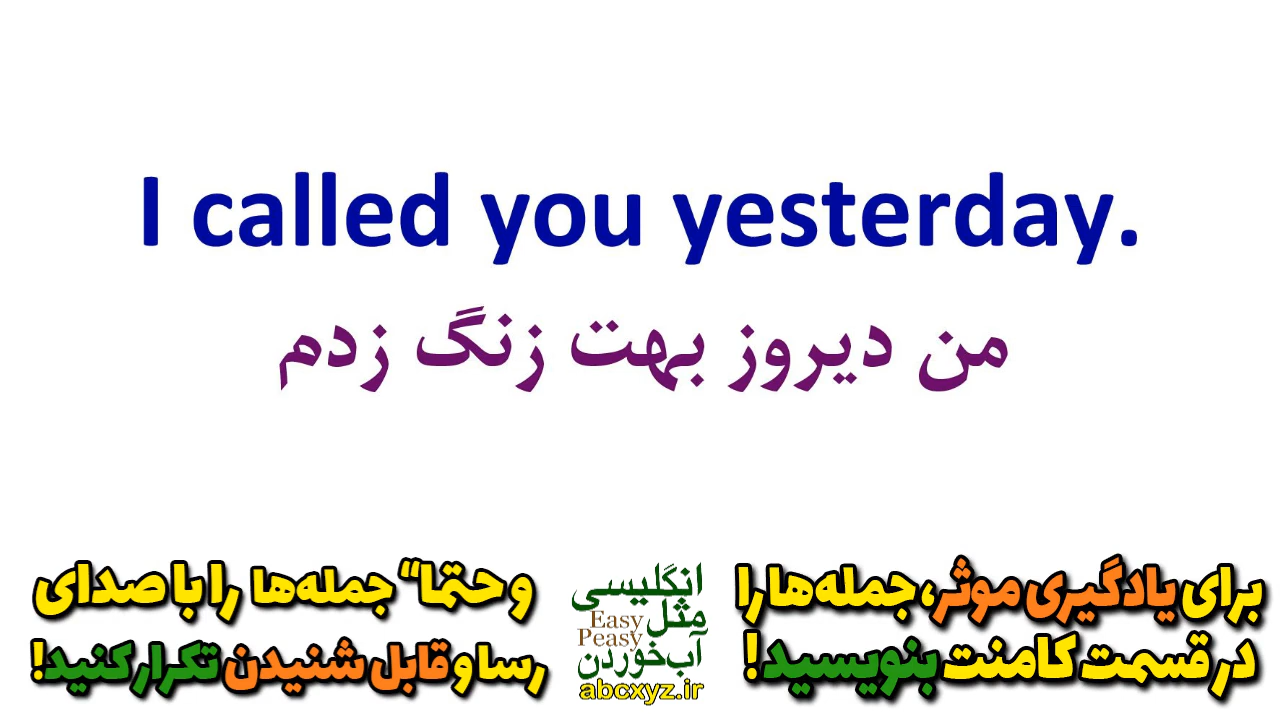 I called you yesterday.
من دیروز بهت زنگ زدم
برای یادگیری موثر، جمله‌ها را
در قسمت کامنت بنویسید!
انگلیسی
مثل
Easy
Peasy
آب‌خوردن
abcxyz.ir
و حتما“ جمله‌ها را با صدای
رسا و قابل شنیدن تکرار کنید!